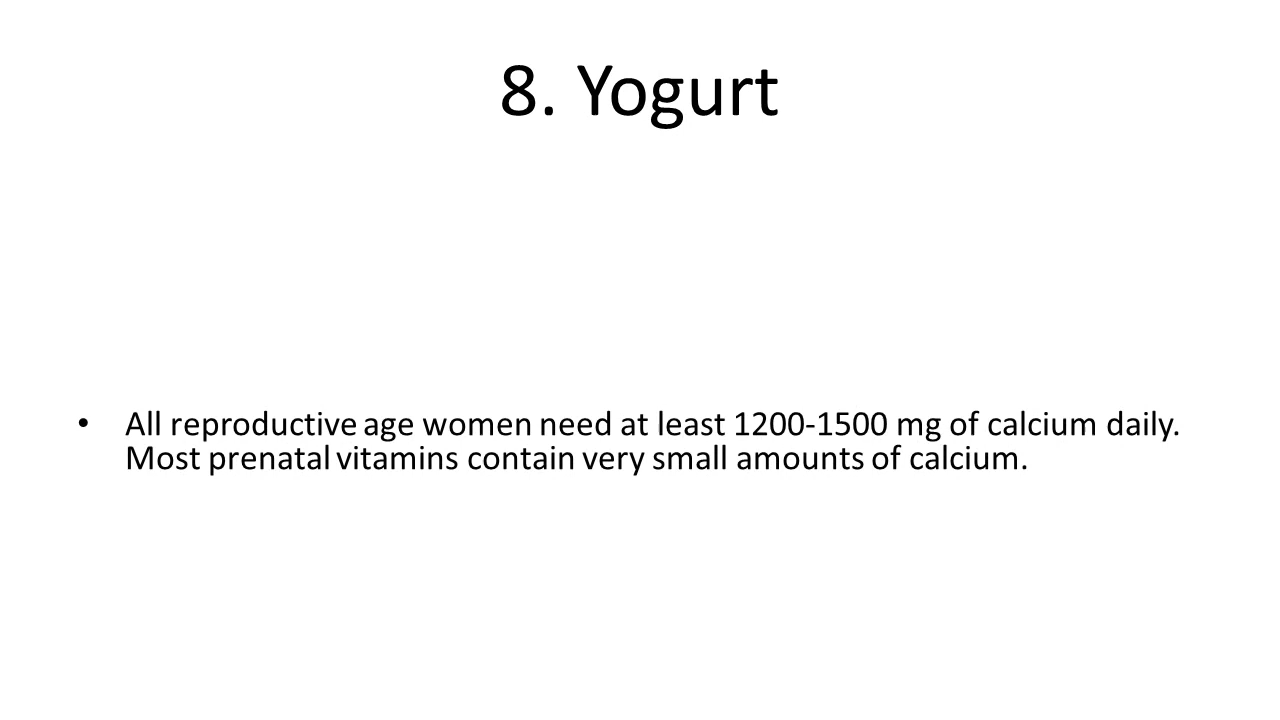 8. Yogurt
• All reproductive age women need at least 1200-1500 mg of calcium daily.
Most prenatal vitamins contain very small amounts of calcium.